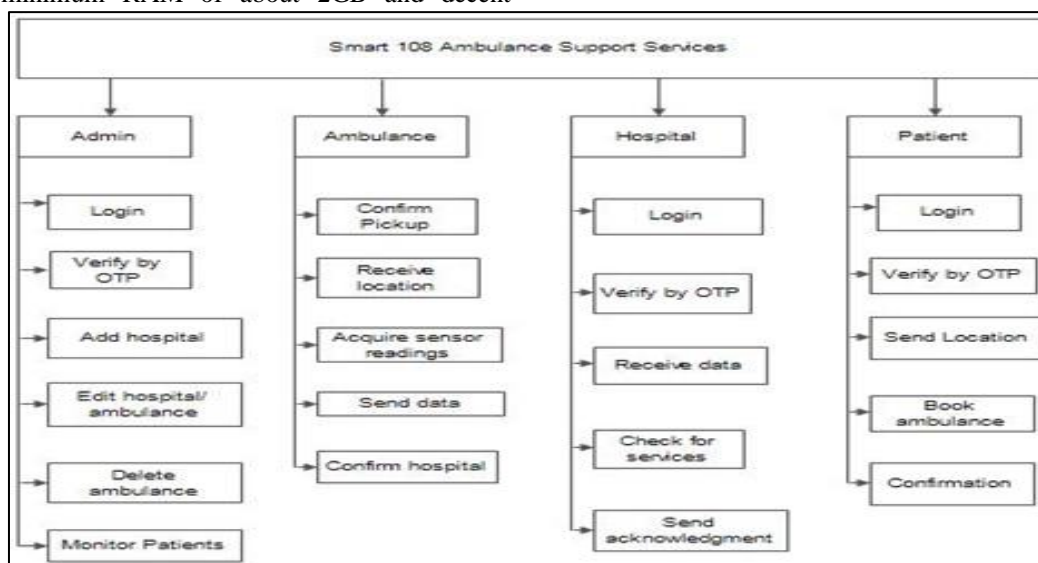 minimum RAM of about 2GB and decent
Smart 108 Ambulance Support Services
Admin
Login
Verify by
OTP
Add hospital
Edit hospital/
ambulance
Delete
ambulance
Monitor Patients
Ambulance
Confirm
Pickup
Receive
location
Acquire sensor
readings
Send data
Confirm hospital
Hospital
Login
Verify by OTP
Receive data
Check for
services
Send
acknowledgment
Patient
Login
Verify by OTP
Send Location
Book
ambulance
Confirmation